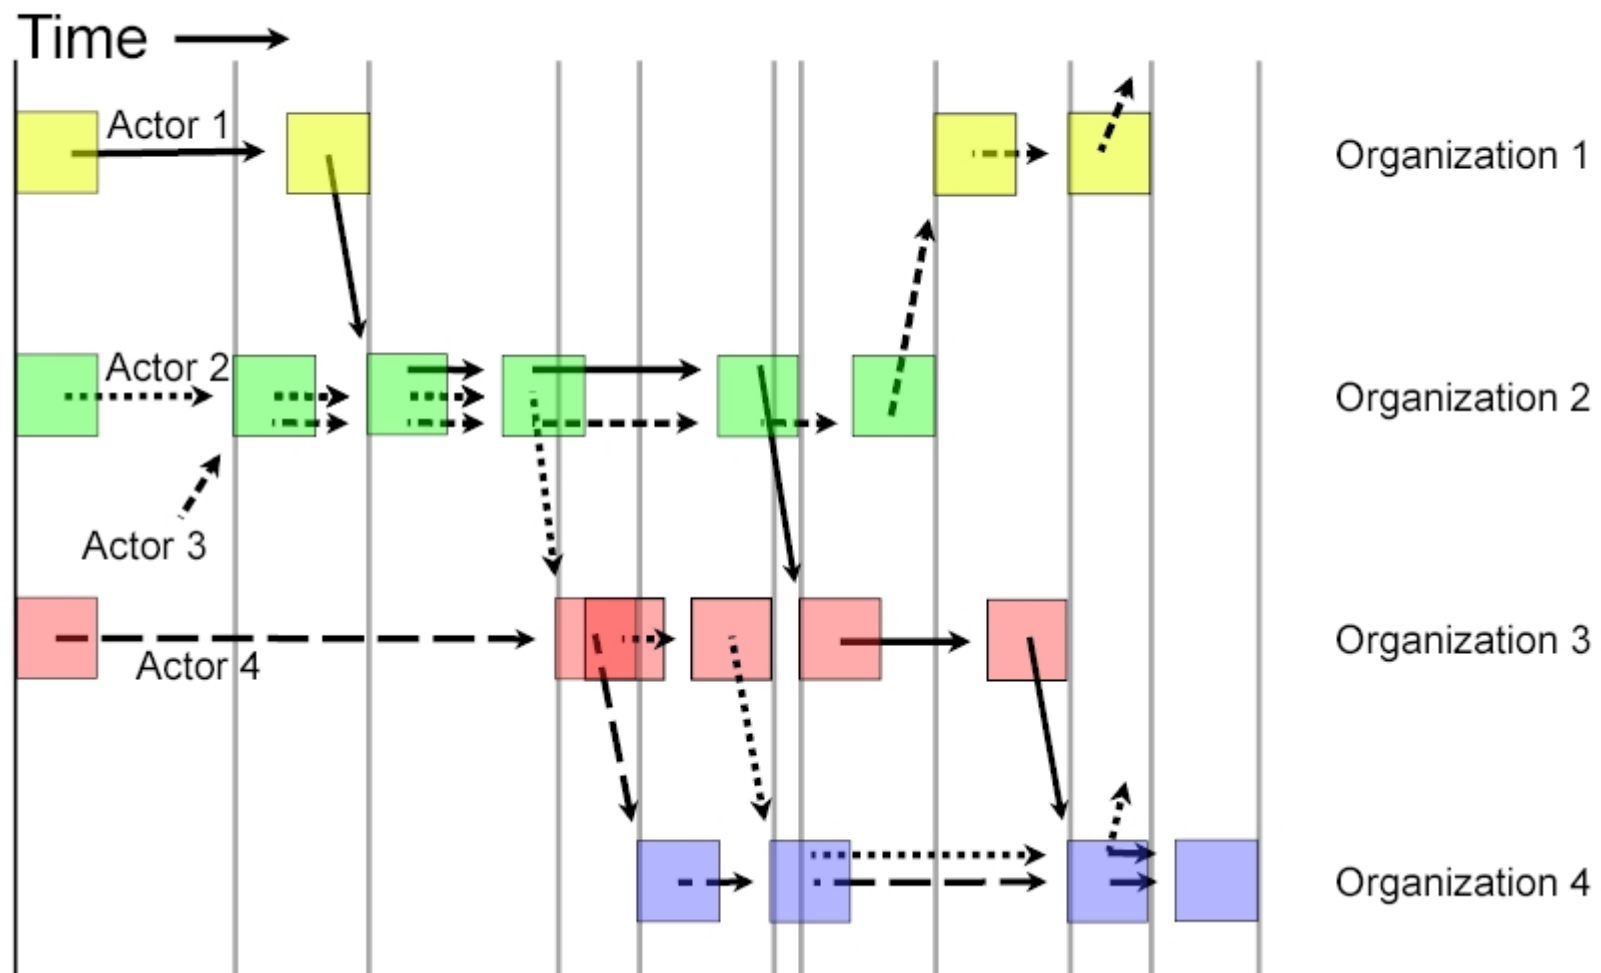 Time
Actor 1
Organization 1
Actor 2
Organization 2
Actor 3
Organization 3
Actor 4
Organization 4